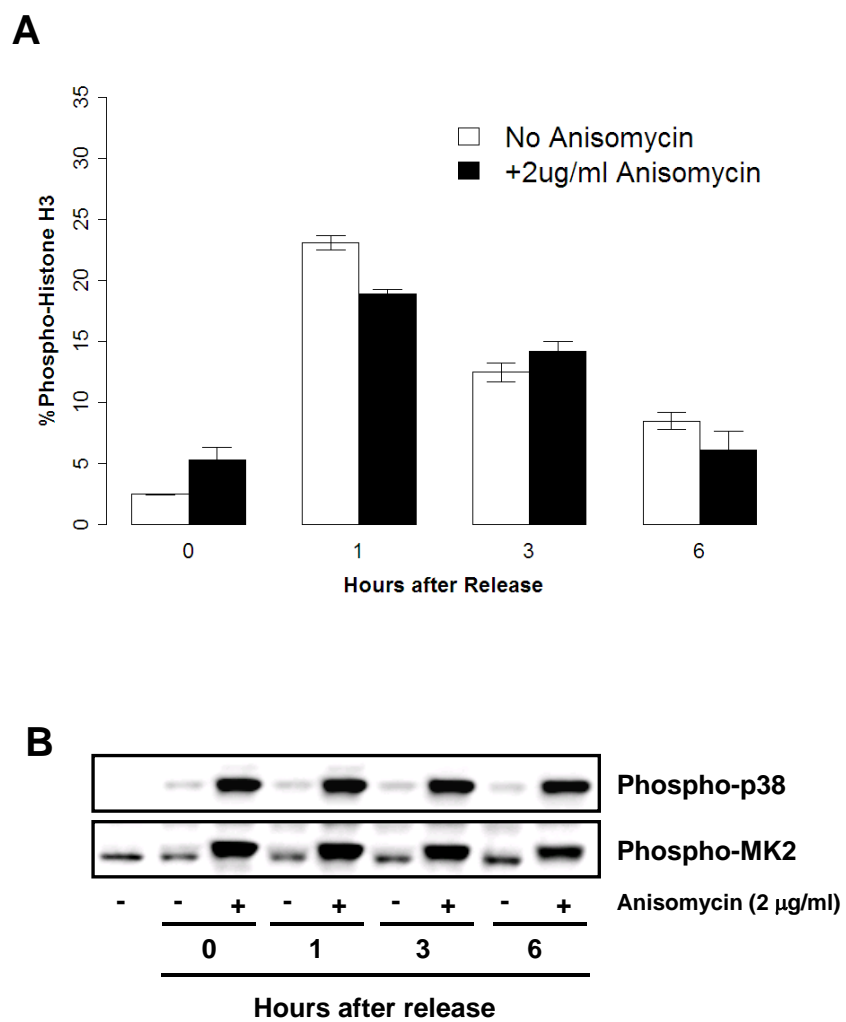 A
35
30
25
20
15
10
5
0
%Phospho-Histone H3
No Anisomycin
+2ug/ml Anisomycin
0 1 3 6
Hours after Release
B
Phospho-p38
Phospho-MK2
- - + - + - + - + Anisomycin (2 µg/ml)
0 1 3 6
Hours after release